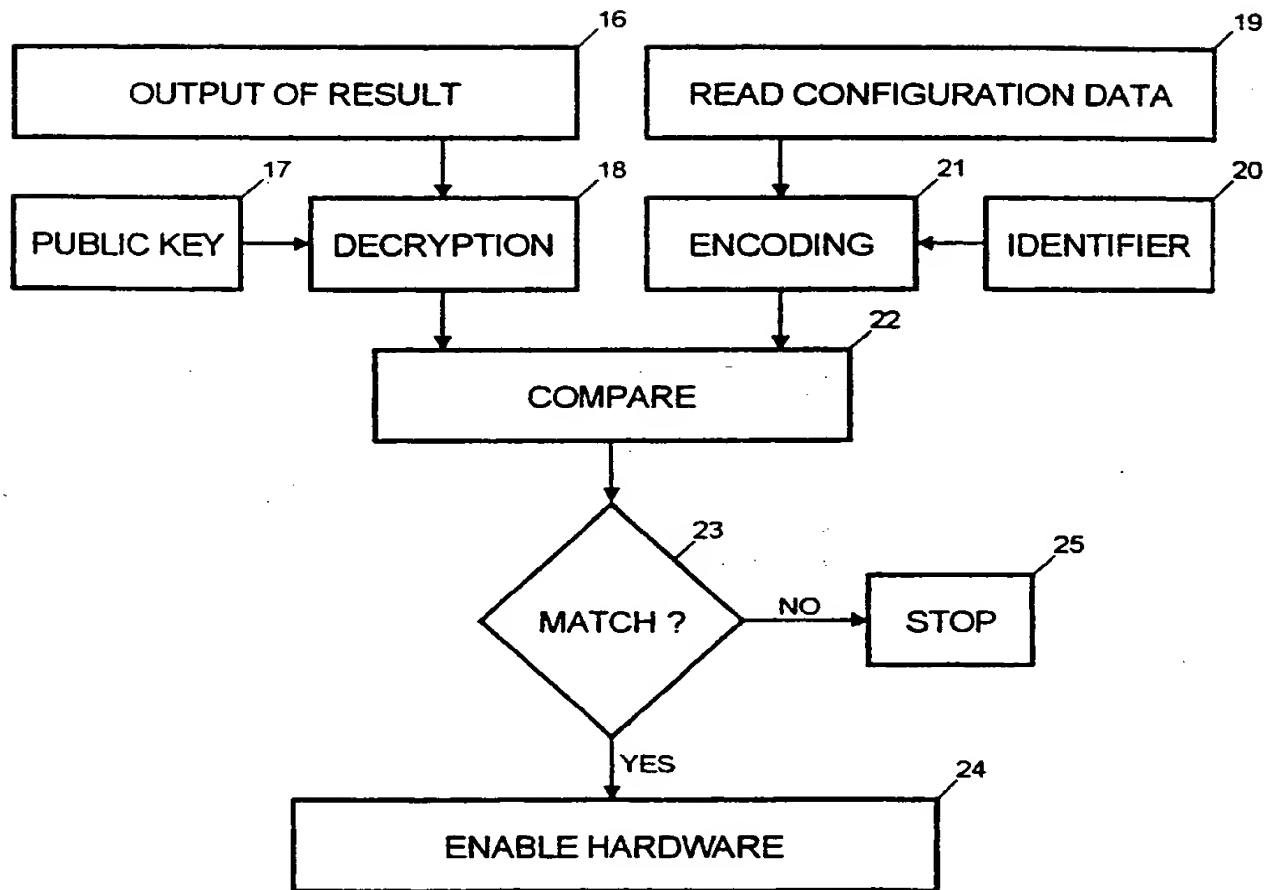 16
OUTPUT OF RESULT
19
READ CONFIGURATION DATA
17
PUBLIC KEY
18
DECRYPTION
21
ENCODING
20
IDENTIFIER
22
COMPARE
23
MATCH ?
NO
25
STOP
YES
24
ENABLE HARDWARE